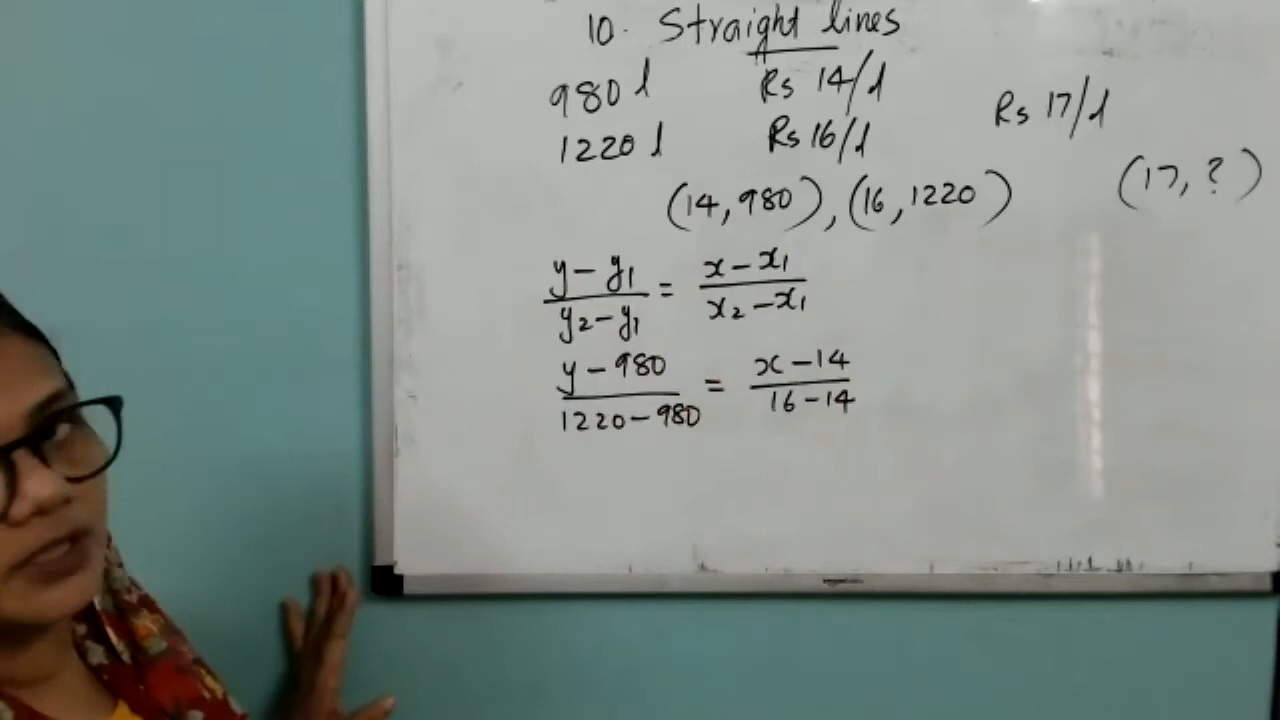 10. Straight lines
980 l Rs 14/l Rs 17/l
1220 l Rs 16/l
(14, 980), (16, 1220) (17, ?)
y - y₁ / y₂ - y₁ = x - x₁ / x₂ - x₁
y - 980 / 1220 - 980 = x - 14 / 16 - 14